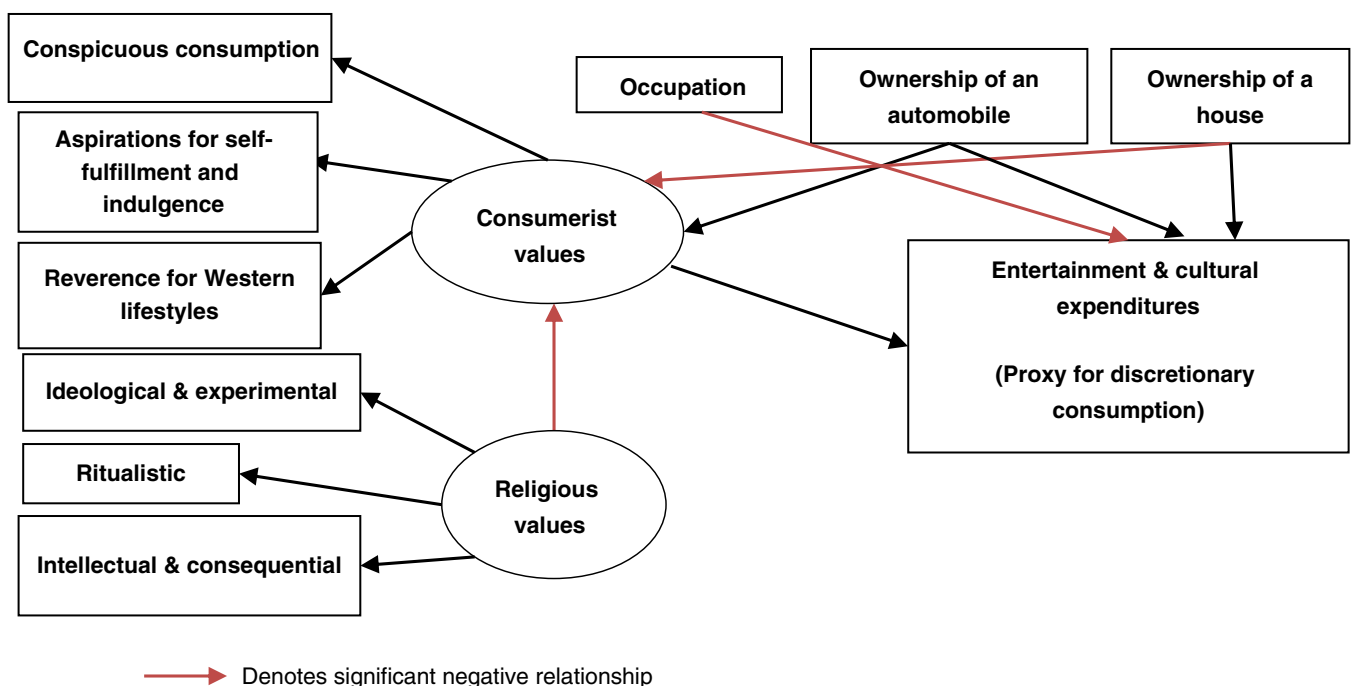 Conspicuous consumption
Aspirations for self-
fulfillment and
indulgence
Reverence for Western
lifestyles
Ideological & experimental
Ritualistic
Intellectual & consequential
Consumerist
values
Religious
values
Occupation
Ownership of an
automobile
Ownership of a
house
Entertainment & cultural
expenditures
(Proxy for discretionary
consumption)
Denotes significant negative relationship